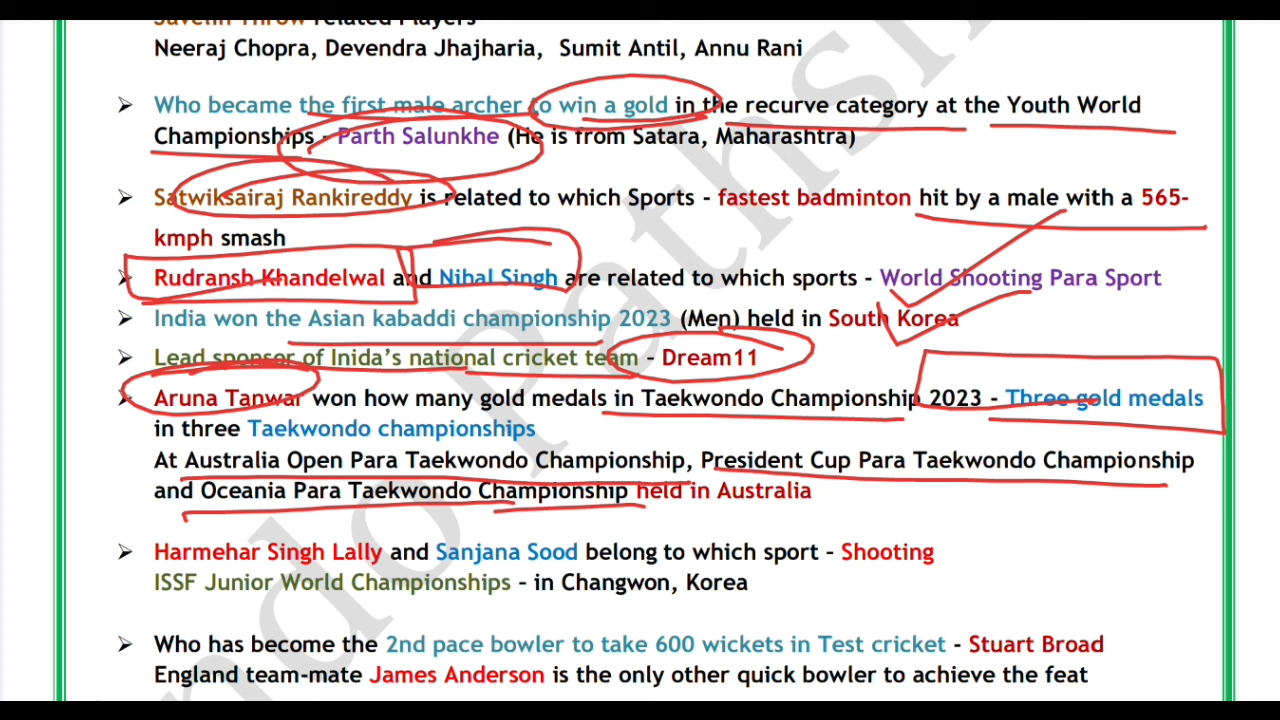 Javelin Throw related Players
Neeraj Chopra, Devendra Jhajharia, Sumit Antil, Annu Rani
➢ Who became the first male archer to win a gold in the recurve category at the Youth World
Championships - Parth Salunkhe (He is from Satara, Maharashtra)
➢ Satwiksairaj Rankireddy is related to which Sports - fastest badminton hit by a male with a 565-
kmph smash
➢ Rudransh Khandelwal and Nihal Singh are related to which sports - World Shooting Para Sport
➢ India won the Asian kabaddi championship 2023 (Men) held in South Korea
➢ Lead sponsor of Inida's national cricket team - Dream11
➢ Aruna Tanwar won how many gold medals in Taekwondo Championship 2023 - Three gold medals
in three Taekwondo championships
At Australia Open Para Taekwondo Championship, President Cup Para Taekwondo Championship
and Oceania Para Taekwondo Championship held in Australia
➢ Harmehar Singh Lally and Sanjana Sood belong to which sport - Shooting
ISSF Junior World Championships - in Changwon, Korea
➢ Who has become the 2nd pace bowler to take 600 wickets in Test cricket - Stuart Broad
England team-mate James Anderson is the only other quick bowler to achieve the feat